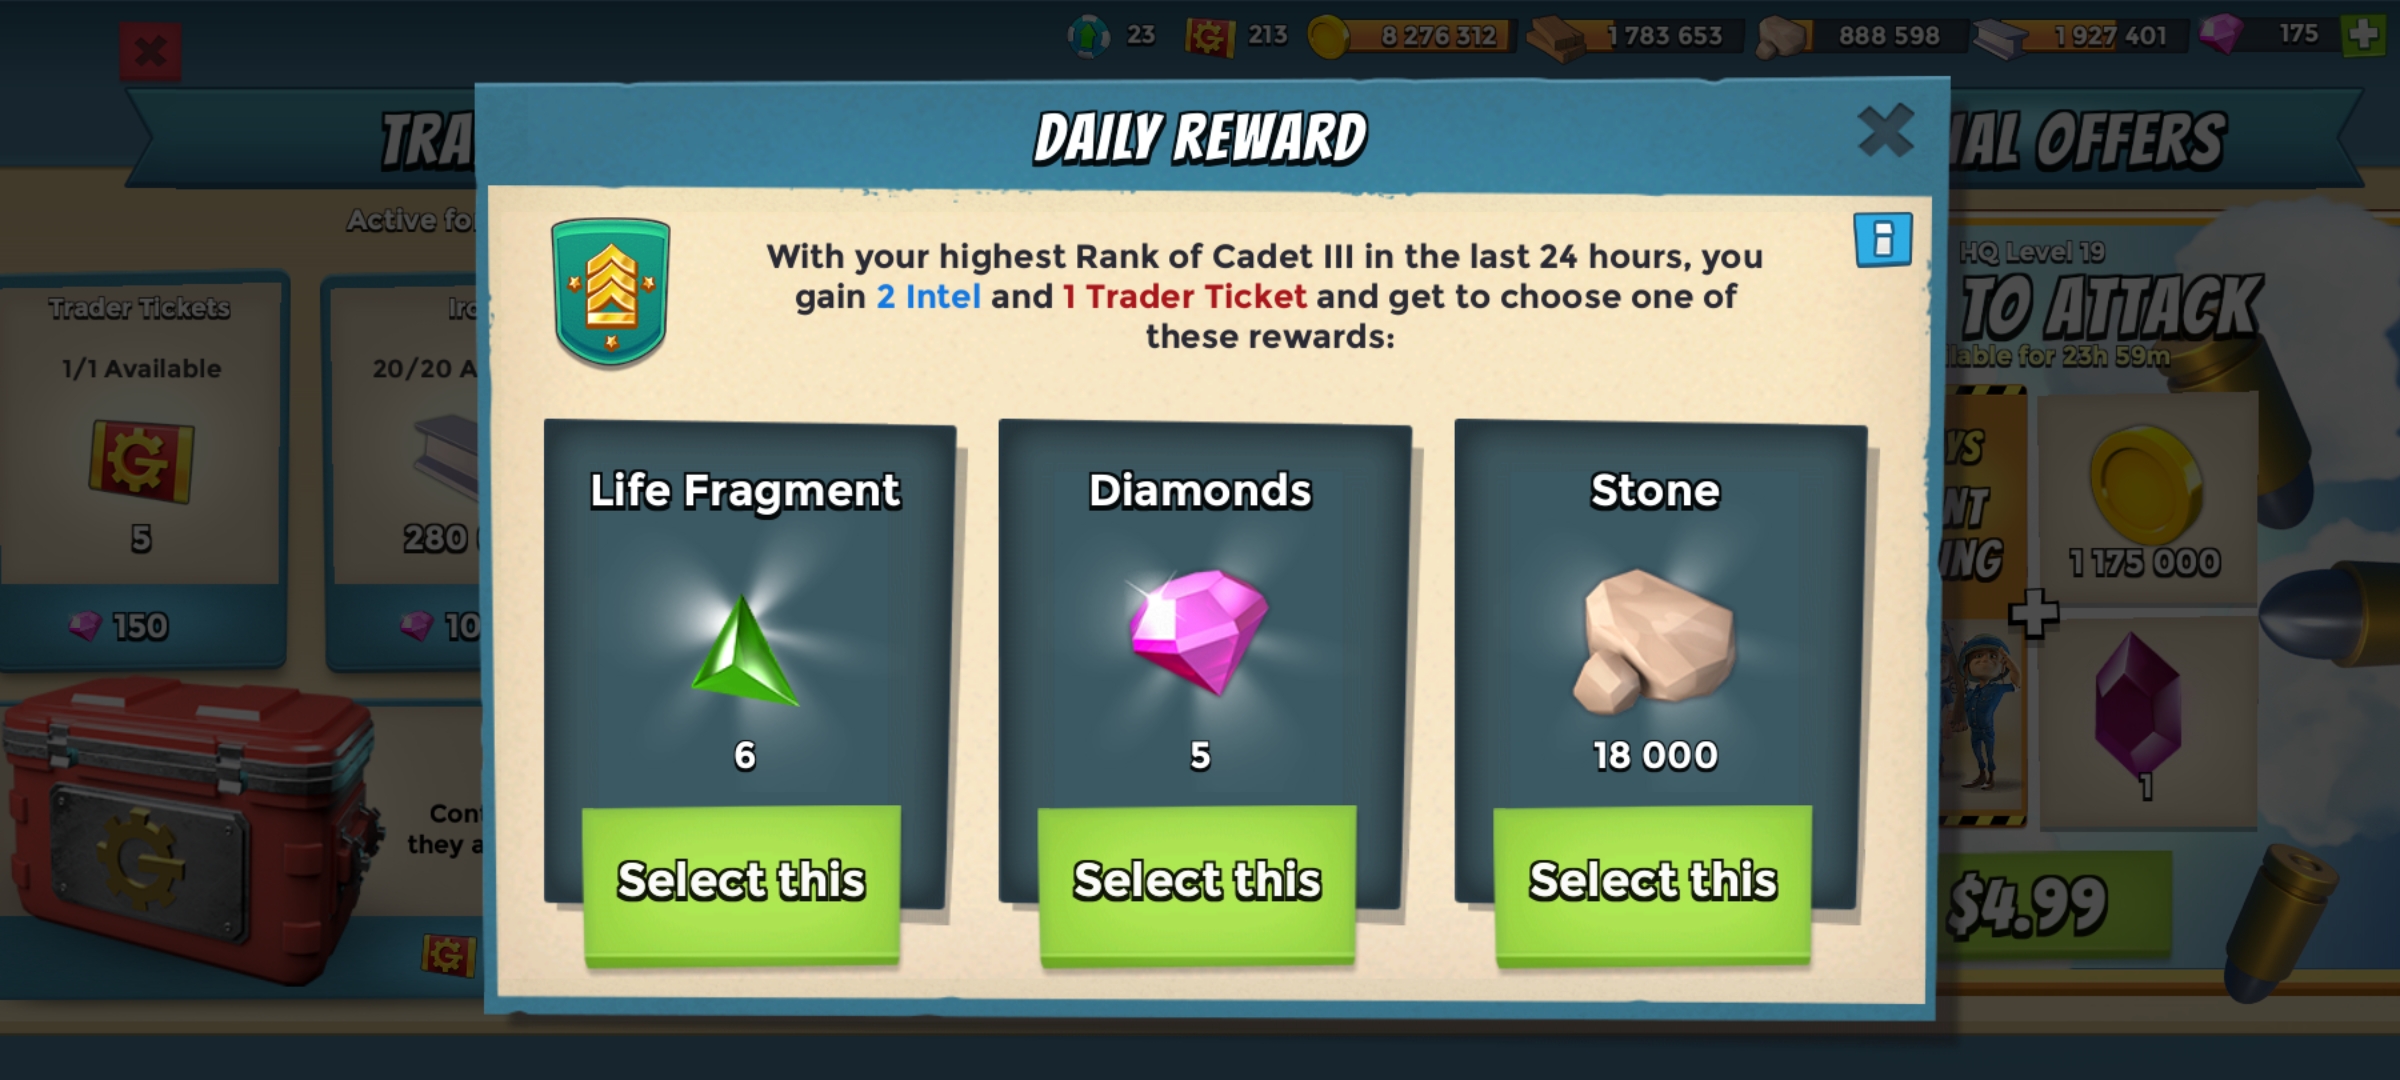 23
213
8 276 312
1 783 653
888 598
1 927 401
175
TRA
DAILY REWARD
OFFERS
Active
With your highest Rank of Cadet III in the last 24 hours, you
gain 2 Intel and 1 Trader Ticket and get to choose one of
these rewards:
HQ Level 19
TO ATTACK
for 23h 59m
Trader Tickets
1/1 Available
5
150
20/20 A
280
10
Life Fragment
6
Select this
Diamonds
5
Select this
Stone
18 000
Select this
1 175 000
1
they a
$4.99
G